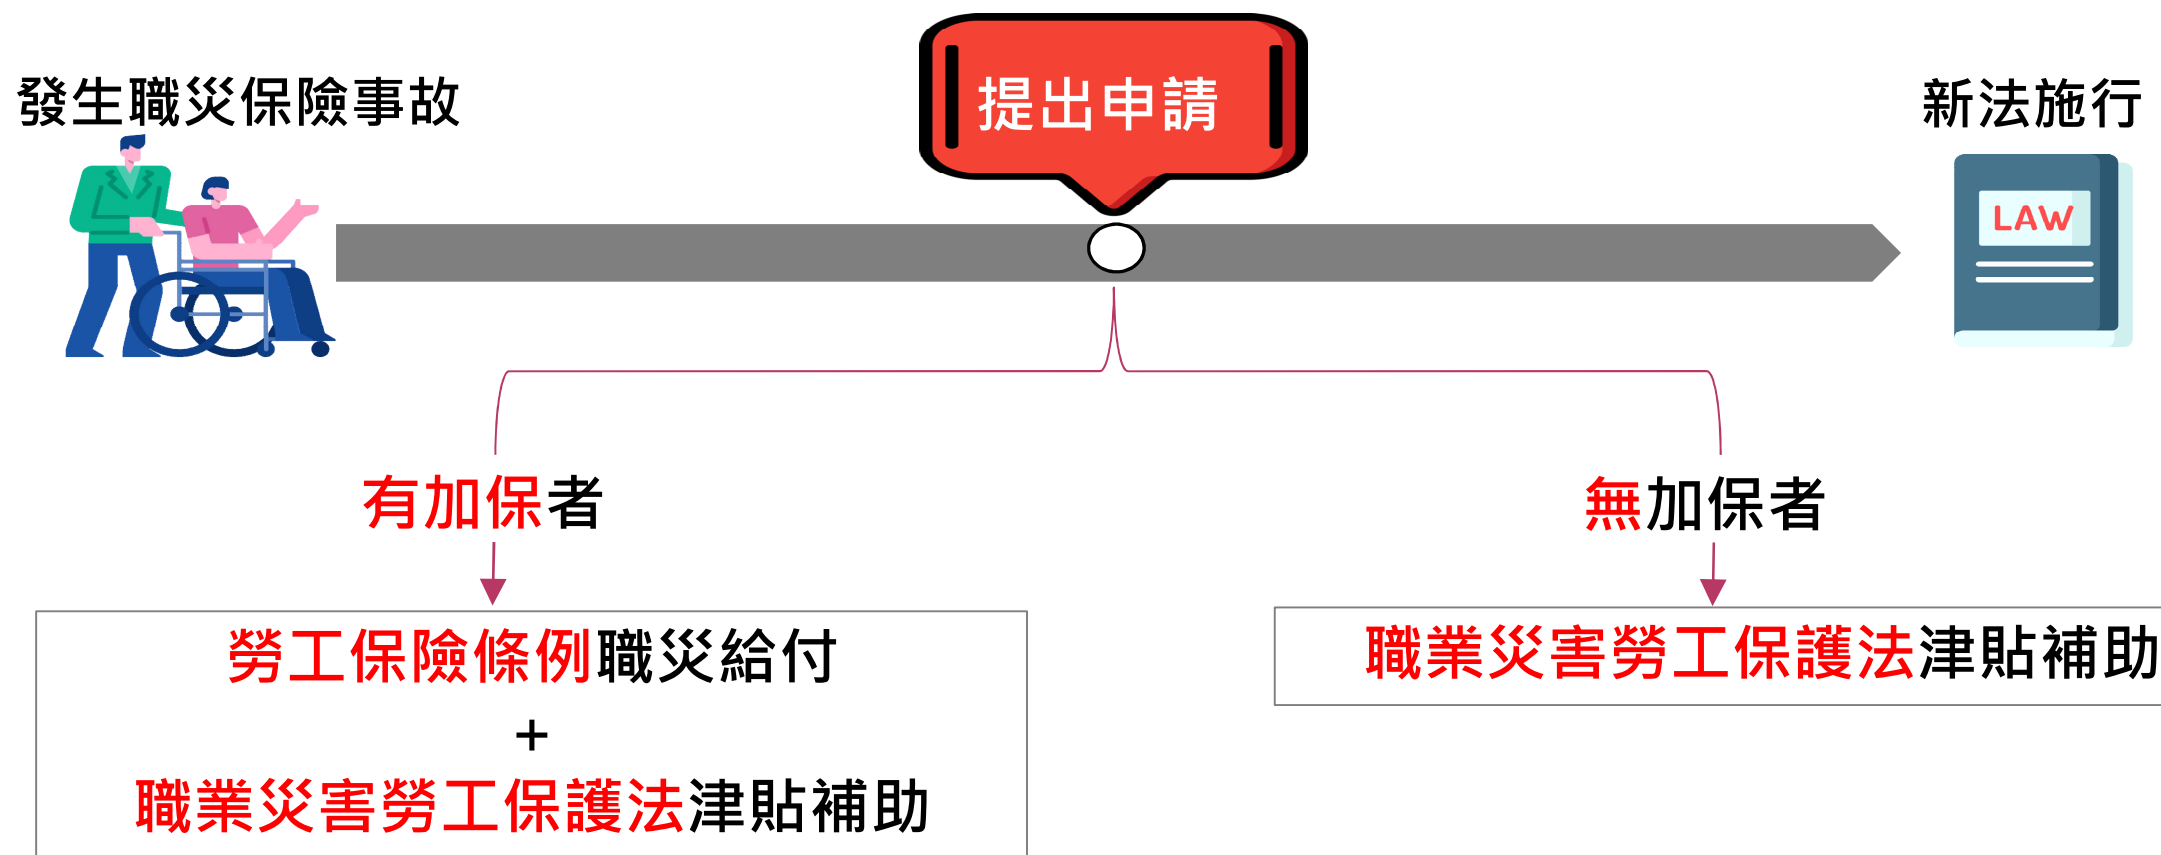 發生職災保險事故
提出申請
新法施行
LAW
有加保者
無加保者
勞工保險條例職災給付
+
職業災害勞工保護法津貼補助
職業災害勞工保護法津貼補助